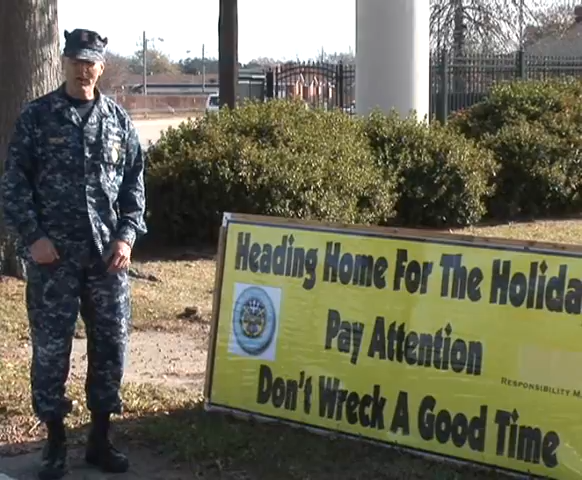 Heading Home For The Holida
Pay Attention
RESPONSIBILITY M
Don't Wreck A Good Time